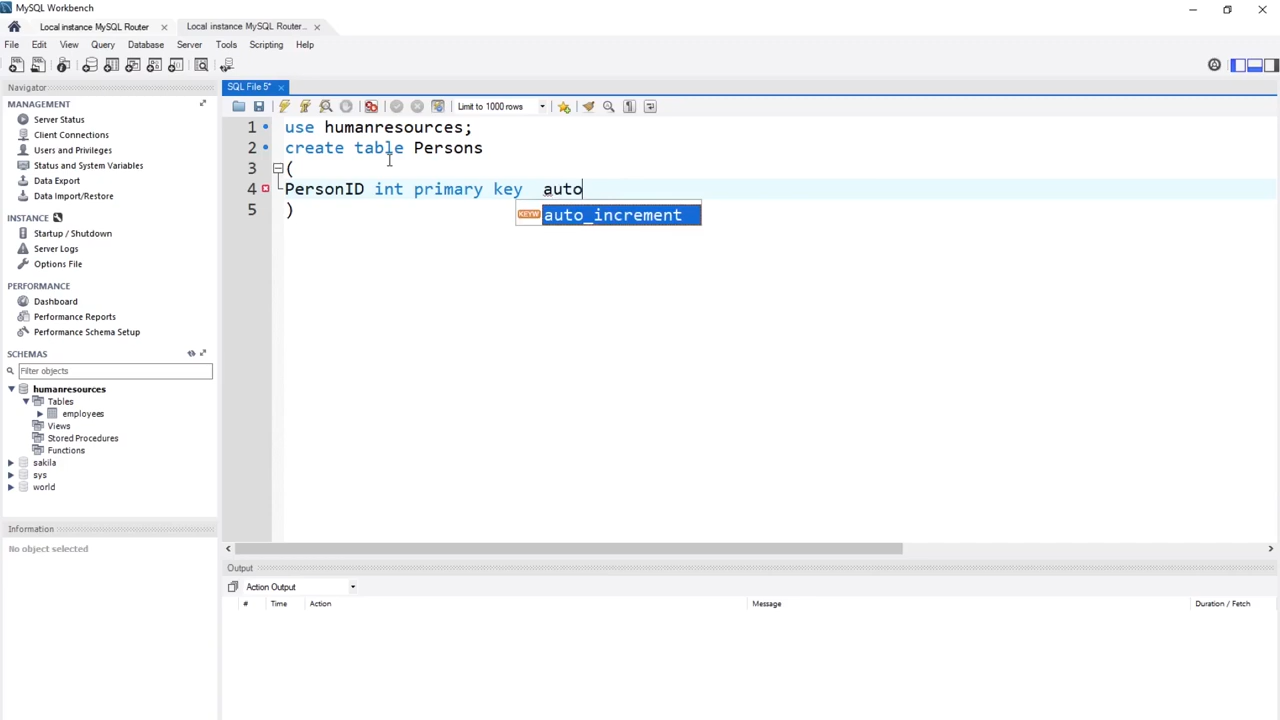 MySQL Workbench
Local instance MySQL Router
Local instance MySQL Router...
File Edit View Query Database Server Tools Scripting Help
Navigator
MANAGEMENT
Server Status
Client Connections
Users and Privileges
Status and System Variables
Data Export
Data Import/Restore
INSTANCE
Startup / Shutdown
Server Logs
Options File
PERFORMANCE
Dashboard
Performance Reports
Performance Schema Setup
SCHEMAS
Filter objects
humanresources
Tables
employees
Views
Stored Procedures
Functions
sakila
sys
world
Information
No object selected
SQL File 5*
Limit to 1000 rows
1 use humanresources;
2 create table Persons
3 (
4 PersonID int primary key  auto
KEYW auto_increment
5 )
Output
Action Output
# Time Action Message Duration / Fetch